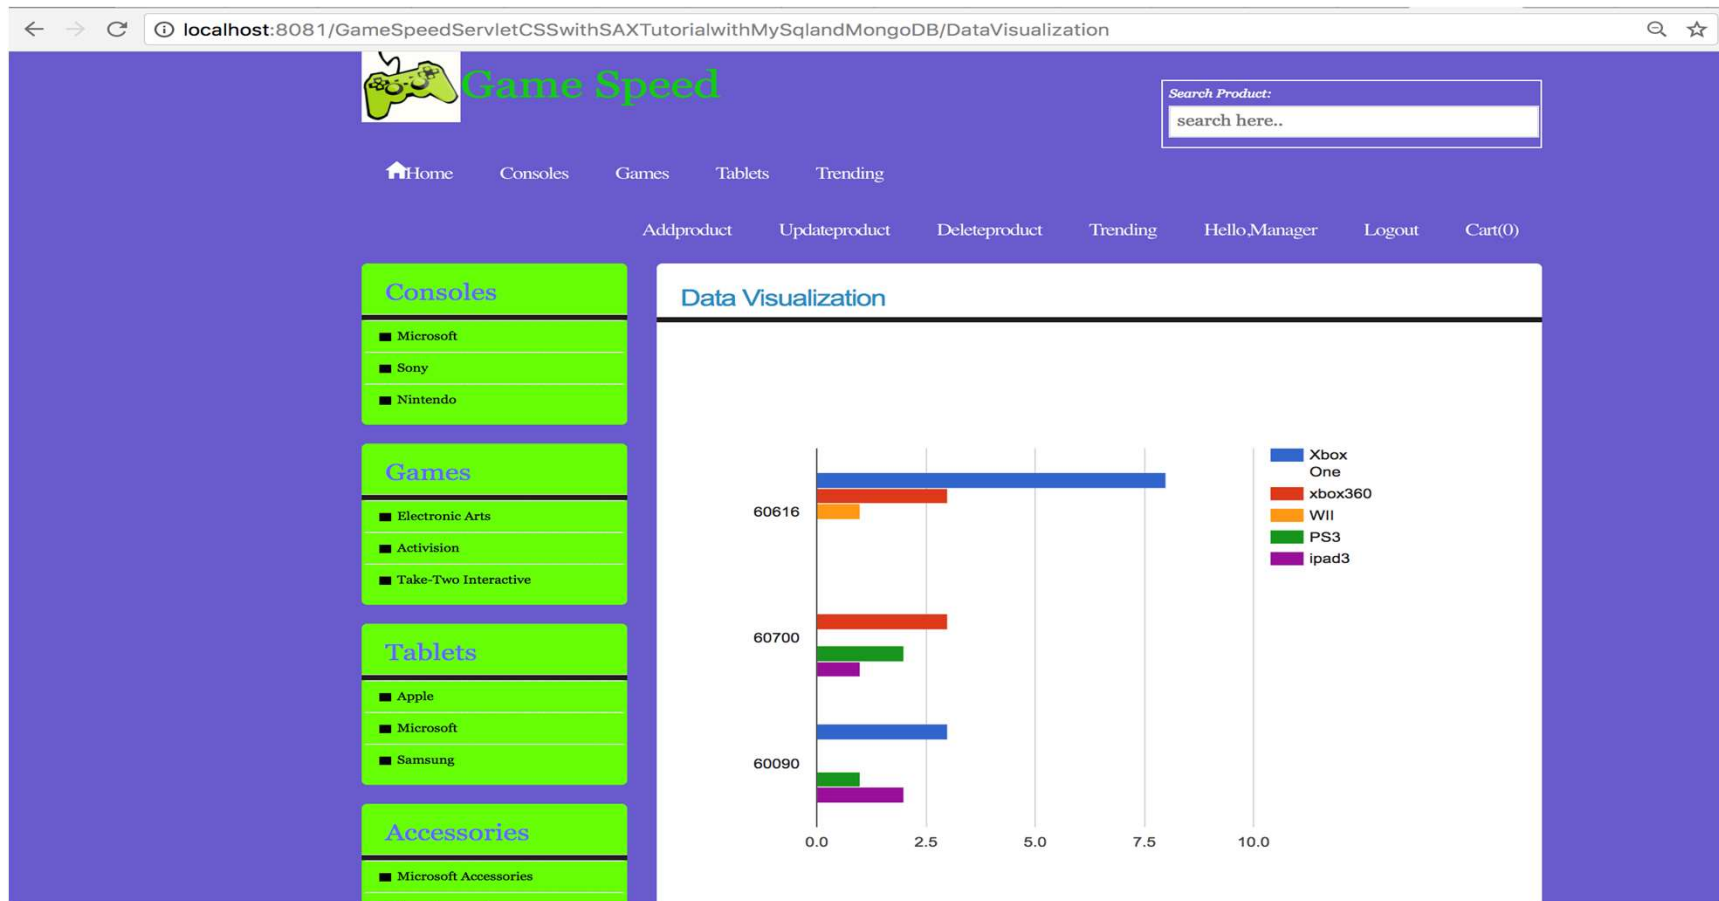 localhost:8081/GameSpeedServletCSSwithSAXTutorialwithMySqlandMongoDB/DataVisualization
Game Speed
Search Product:
search here..
Home Consoles Games Tablets Trending
Addproduct Updateproduct Deleteproduct Trending Hello,Manager Logout Cart(0)
Consoles
Microsoft
Sony
Nintendo
Games
Electronic Arts
Activision
Take-Two Interactive
Tablets
Apple
Microsoft
Samsung
Accessories
Microsoft Accessories
Data Visualization
60616
60700
60090
0.0 2.5 5.0 7.5 10.0
Xbox
One
xbox360
WII
PS3
ipad3